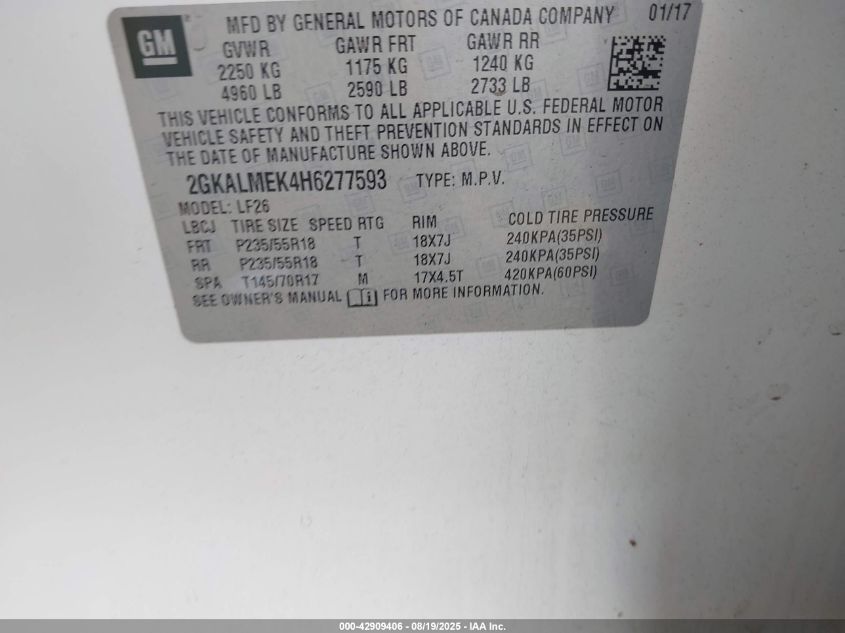 GM
MFD BY GENERAL MOTORS OF CANADA COMPANY 01/17
GVWR GAWR FRT GAWR RR
2250 KG 1175 KG 1240 KG
4960 LB 2590 LB 2733 LB
THIS VEHICLE CONFORMS TO ALL APPLICABLE U.S. FEDERAL MOTOR
VEHICLE SAFETY AND THEFT PREVENTION STANDARDS IN EFFECT ON
THE DATE OF MANUFACTURE SHOWN ABOVE.
2GKALMEK4H6277593 TYPE: M.P.V.
MODEL: LF26
LBCJ TIRE SIZE SPEED RTG RIM COLD TIRE PRESSURE
FRT P235/55R18 T 18X7J 240KPA(35PSI)
RR P235/55R18 T 18X7J 240KPA(35PSI)
SPA T145/70R17 M 17X4.5T 420KPA(60PSI)
SEE OWNER'S MANUAL i FOR MORE INFORMATION.
000-42909406 - 08/19/2025 - IAA Inc.